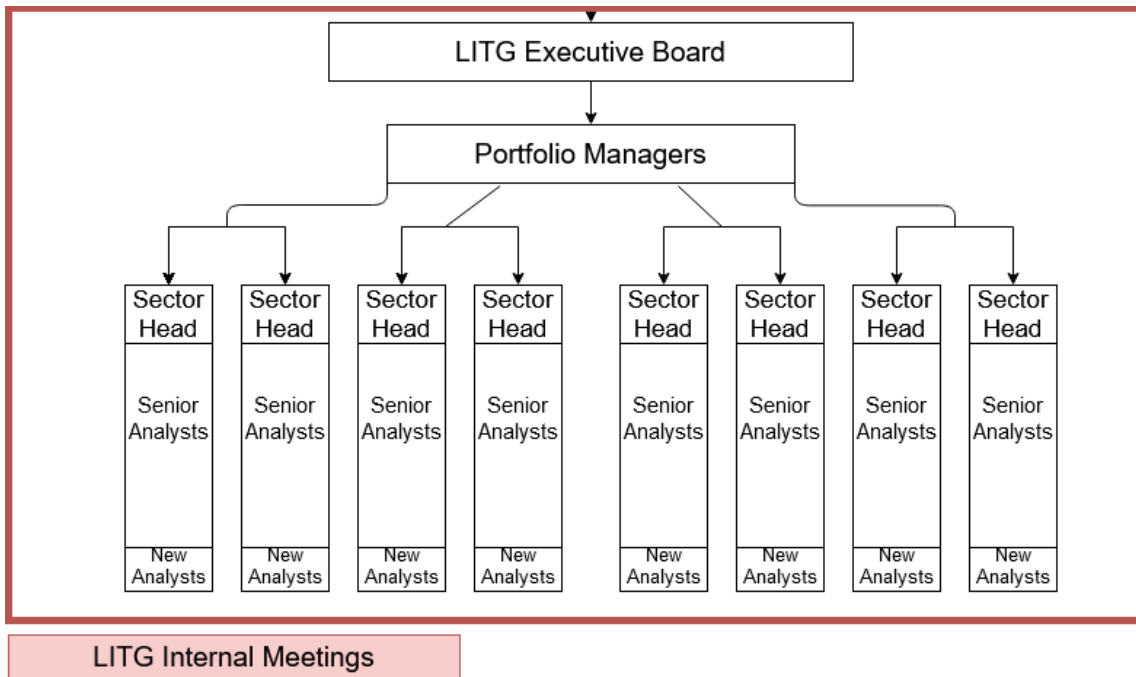 LITG Executive Board
Portfolio Managers
Sector Sector Sector Sector Sector Sector Sector Sector
Head Head Head Head Head Head Head Head
Senior Senior Senior Senior Senior Senior Senior Senior
Analysts Analysts Analysts Analysts Analysts Analysts Analysts Analysts
New New New New New New New New
Analysts Analysts Analysts Analysts Analysts Analysts Analysts Analysts
LITG Internal Meetings